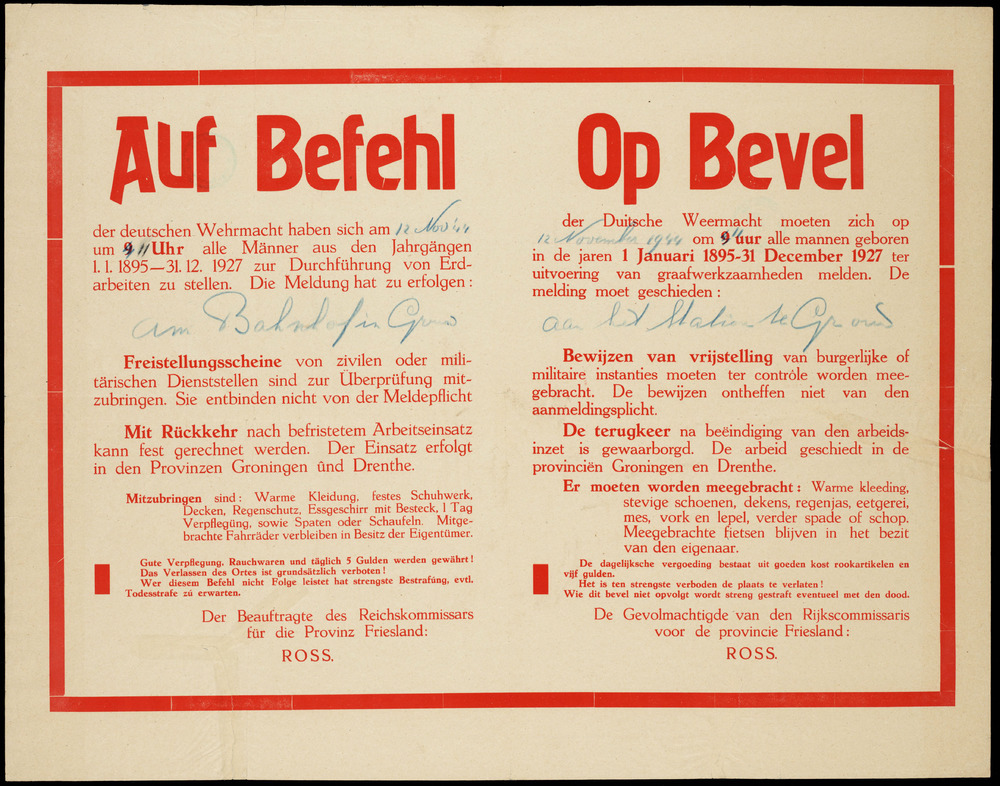 Auf Befehl
der deutschen Wehrmacht haben sich am 12 Nov '44
um 9 Uhr alle Männer aus den Jahrgängen
1. 1. 1895—31. 12. 1927 zur Durchführung von Erd-
arbeiten zu stellen. Die Meldung hat zu erfolgen :
am Bahnhof in
Freistellungsscheine von zivilen oder mili-
tärischen Dienststellen sind zur Überprüfung mit-
zubringen. Sie entbinden nicht von der Meldepflicht
Mit Rückkehr nach befristetem Arbeitseinsatz
kann fest gerechnet werden. Der Einsatz erfolgt
in den Provinzen Groningen ûnd Drenthe.
Mitzubringen sind : Warme Kleidung, festes Schuhwerk,
Decken, Regenschutz, Essgeschirr mit Besteck, 1 Tag
Verpflegüng, sowie Spaten oder Schaufeln. Mitge-
brachte Fahrräder verbleiben in Besitz der Eigentümer.
Gute Verpflegung. Rauchwaren und täglich 5 Gulden werden gewährt !
Das Verlassen des Ortes ist grundsätzlich verboten !
Wer diesem Befehl nicht Folge leistet hat strengste Bestrafúng, evtl.
Todesstrafe zú erwarten.
Der Beauftragte des Reichskommissars
für die Provinz Friesland:
ROSS.
Op Bevel
der Duitsche Weermacht moeten zich op
12 November 1944 om 9 uur alle mannen geboren
in de jaren 1 Januari 1895-31 December 1927 ter
uitvoering van graafwerkzaamheden melden. De
melding moet geschieden :
aan het Station te
Bewijzen van vrijstelling van burgerlijke of
militaire instanties moeten ter contrôle worden mee-
gebracht. De bewijzen ontheffen niet van den
aanmeldingsplicht.
De terugkeer na beëindiging van den arbeids-
inzet is gewaarborgd. De arbeid geschiedt in de
provinciën Groningen en Drenthe.
Er moeten worden meegebracht : Warme kleeding,
stevige schoenen, dekens, regenjas, eetgerei,
mes, vork en lepel, verder spade of schop.
Meegebrachte fietsen blijven in het bezit
van den eigenaar.
De dagelijksche vergoeding bestaat uit goeden kost rookartikelen en
vijf gulden.
Het is ten strengste verboden de plaats te verlaten !
Wie dit bevel niet opvolgt wordt streng gestraft eventueel met den dood.
De Gevolmachtigde van den Rijkscommissaris
voor de provincie Friesland :
ROSS.